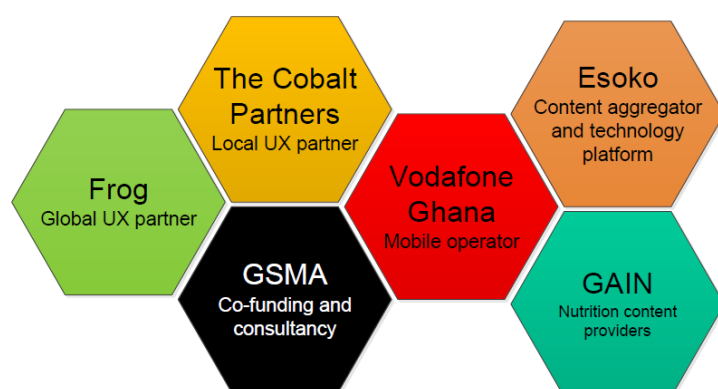 Frog
Global UX partner
The Cobalt
Partners
Local UX partner
GSMA
Co-funding and
consultancy
Vodafone
Ghana
Mobile operator
Esoko
Content aggregator
and technology
platform
GAIN
Nutrition content
providers